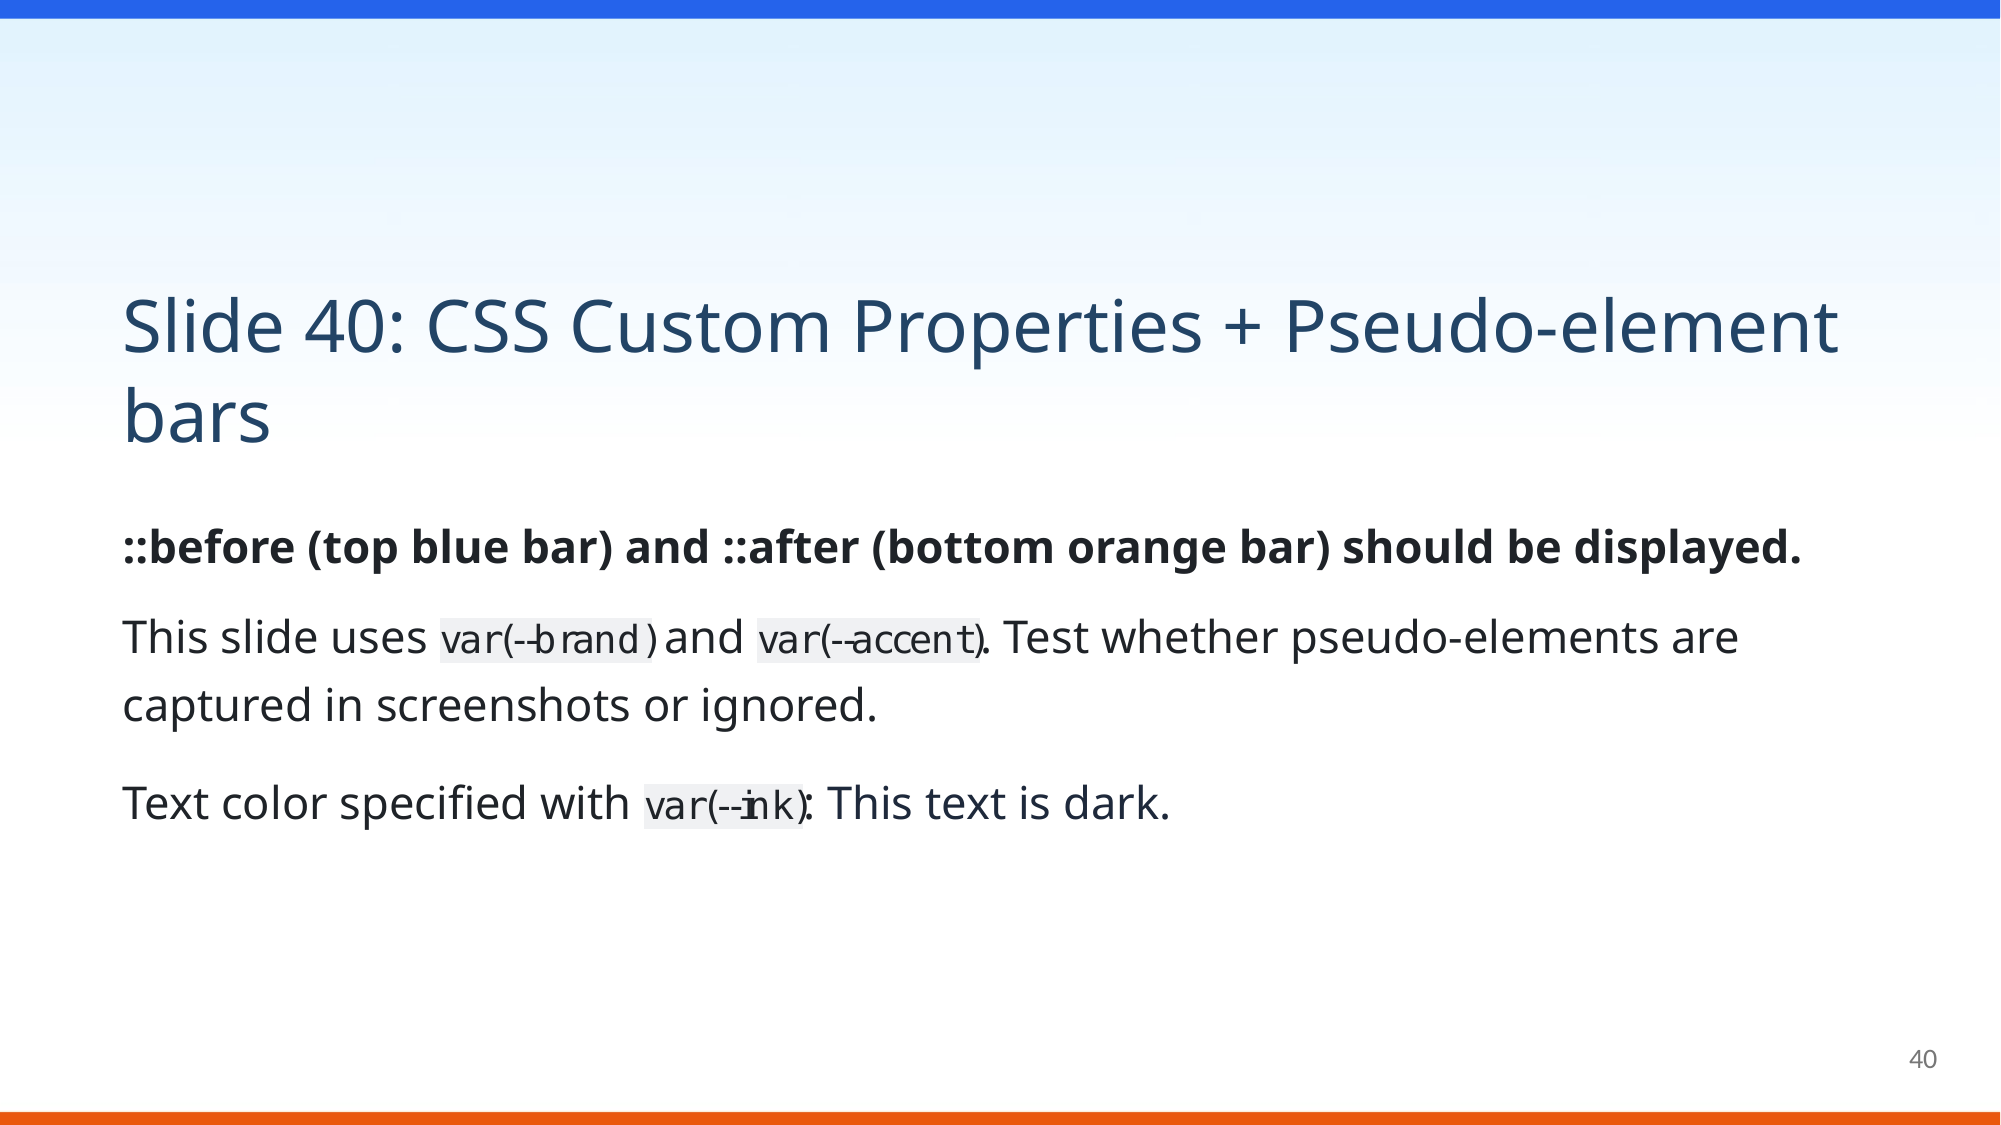 Slide 40: CSS Custom Properties + Pseudo-element
bars
::before (top blue bar) and ::after (bottom orange bar) should be displayed.
This slide uses var(--brand) and var(--accent). Test whether pseudo-elements are
captured in screenshots or ignored.
Text color specified with var(--ink): This text is dark.
40